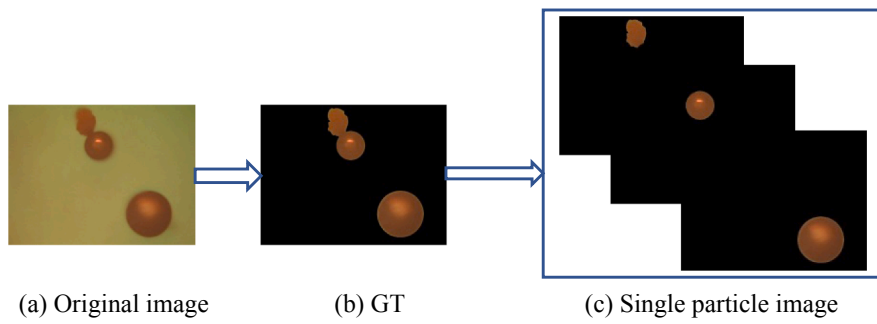 (a) Original image
(b) GT
(c) Single particle image